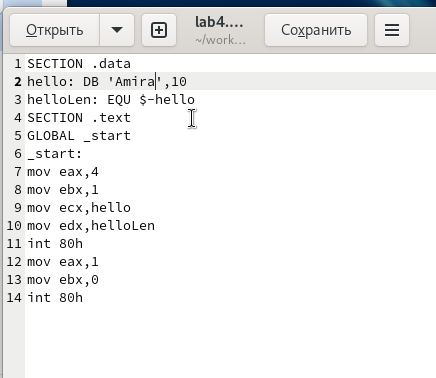 Открыть
lab4....
~/work...
Сохранить
1 SECTION .data
2 hello: DB 'Amira',10
3 helloLen: EQU $-hello
4 SECTION .text
5 GLOBAL _start
6 _start:
7 mov eax,4
8 mov ebx,1
9 mov ecx,hello
10 mov edx,helloLen
11 int 80h
12 mov eax,1
13 mov ebx,0
14 int 80h